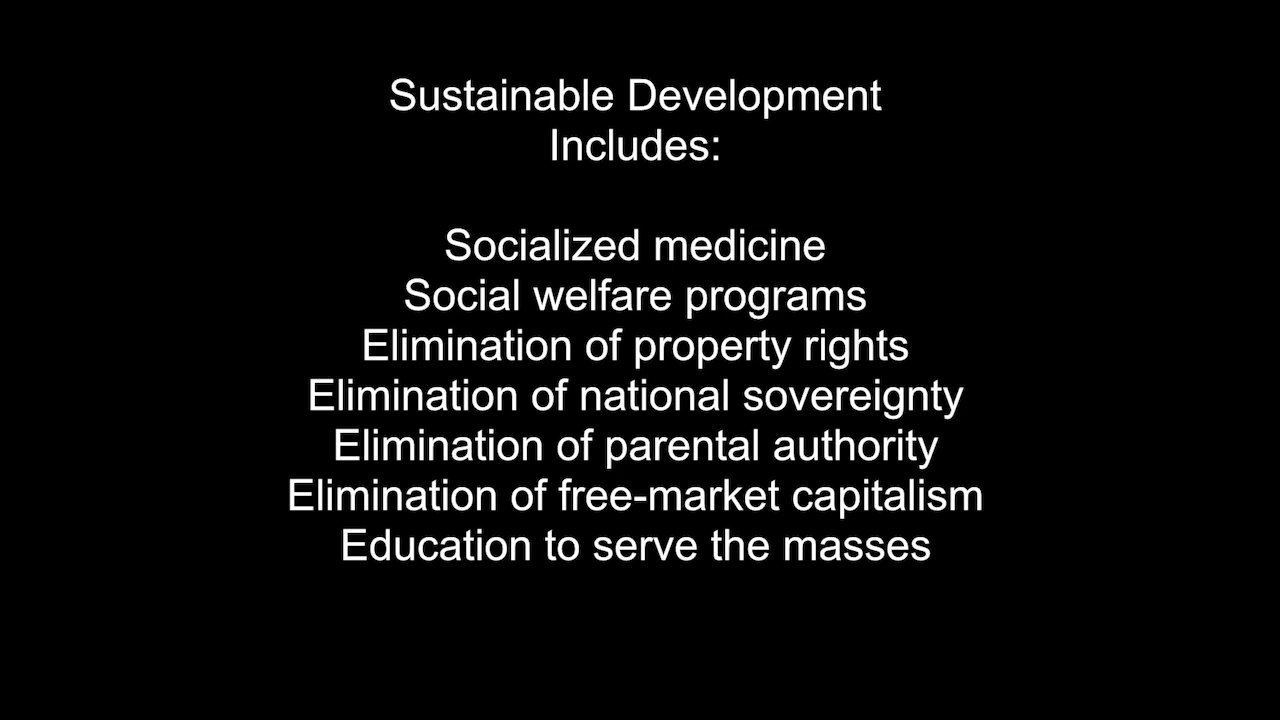 Sustainable Development
Includes:
Socialized medicine
Social welfare programs
Elimination of property rights
Elimination of national sovereignty
Elimination of parental authority
Elimination of free-market capitalism
Education to serve the masses